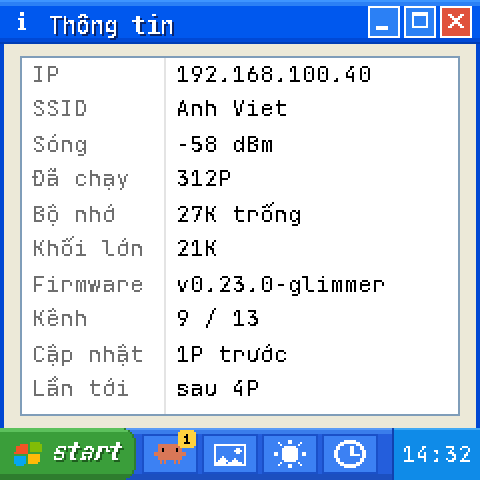 i Thông tin
IP 192.168.100.40
SSID Anh Viet
Sóng -58 dBm
Đã chạy 312P
Bộ nhớ 27K trống
Khối lớn 21K
Firmware v0.23.0-glimmer
Kênh 9 / 13
Cập nhật 1P trước
Lần tới sau 4P
start 1 14:32